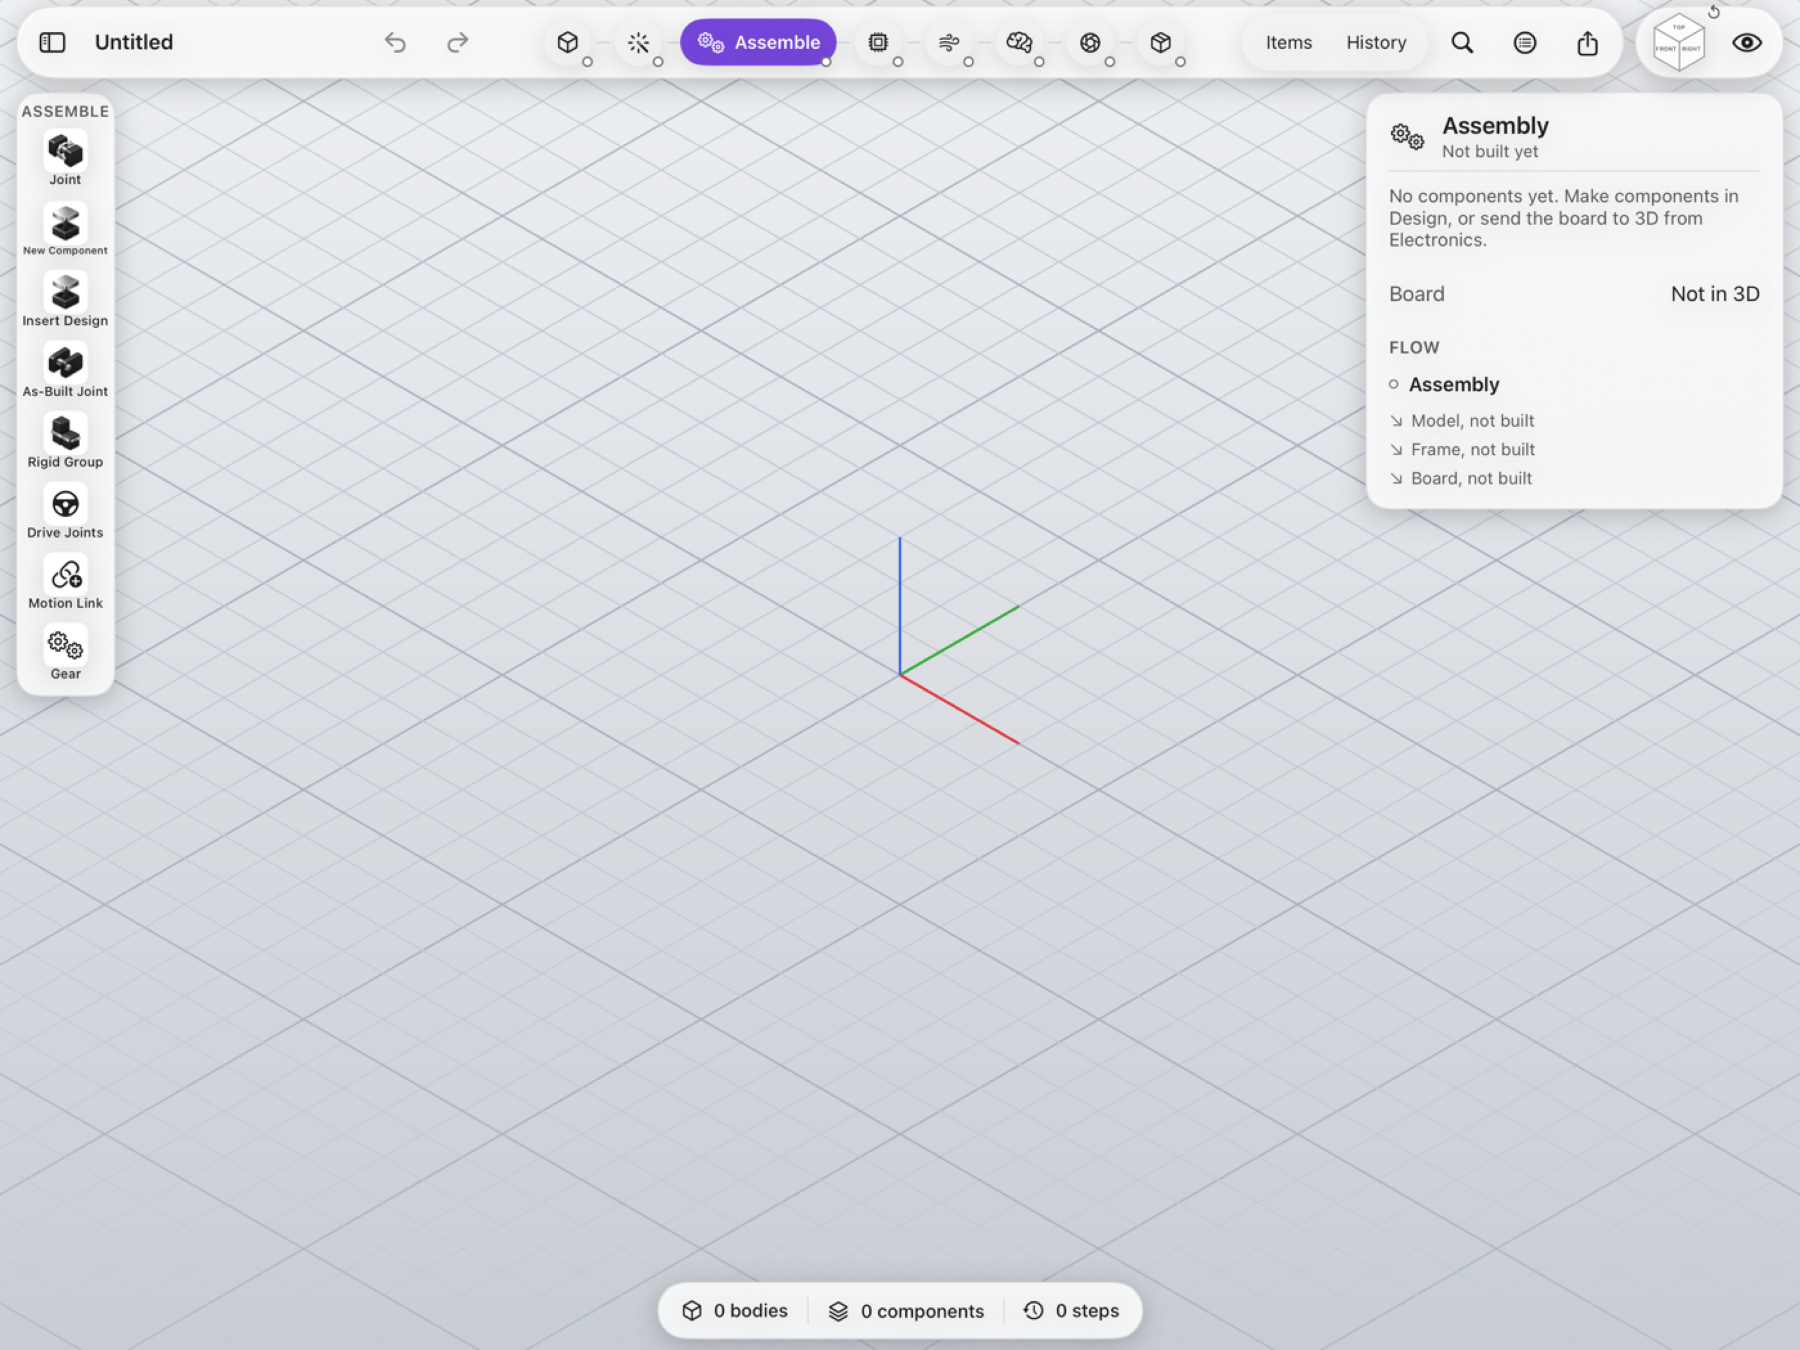 Untitled
Assemble
Items
History
TOP
FRONT
RIGHT
ASSEMBLE
Joint
New Component
Insert Design
As-Built Joint
Rigid Group
Drive Joints
Motion Link
Gear
Assembly
Not built yet
No components yet. Make components in
Design, or send the board to 3D from
Electronics.
Board Not in 3D
FLOW
Assembly
Model, not built
Frame, not built
Board, not built
0 bodies
0 components
0 steps